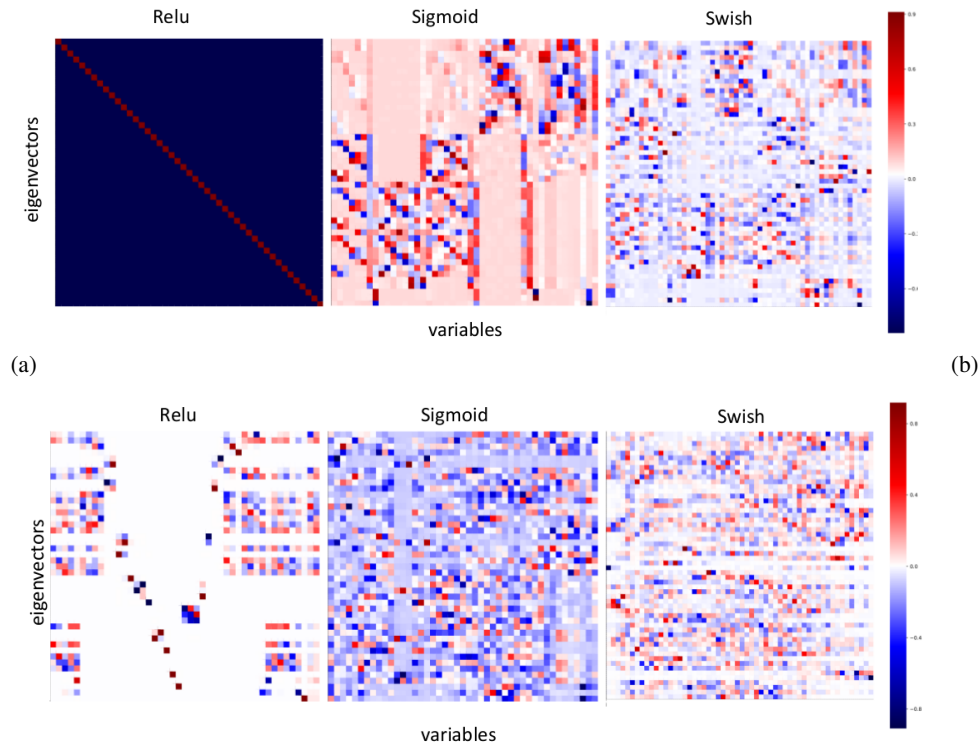 Relu Sigmoid Swish
eigenvectors
0.9
0.6
0.3
0.0
variables
(a) (b)
Relu Sigmoid Swish
eigenvectors
0.8
0.4
0.0
−0.4
−0.8
variables